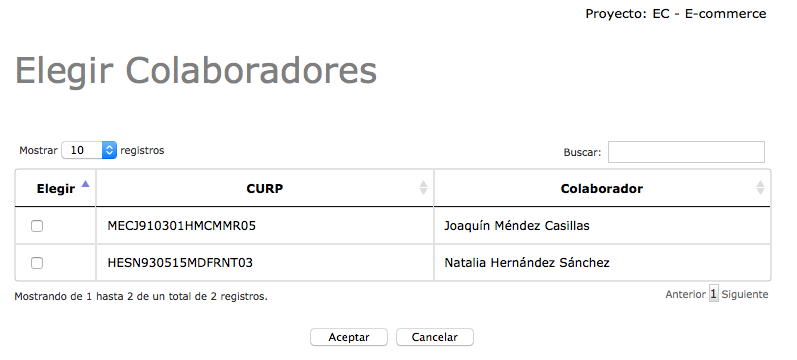 Proyecto: EC - E-commerce
Elegir Colaboradores
Mostrar 10 registros Buscar:
Elegir CURP Colaborador
MECJ910301HMCMMR05 Joaquín Méndez Casillas
HESN930515MDFRNT03 Natalia Hernández Sánchez
Mostrando de 1 hasta 2 de un total de 2 registros. Anterior 1 Siguiente
Aceptar Cancelar